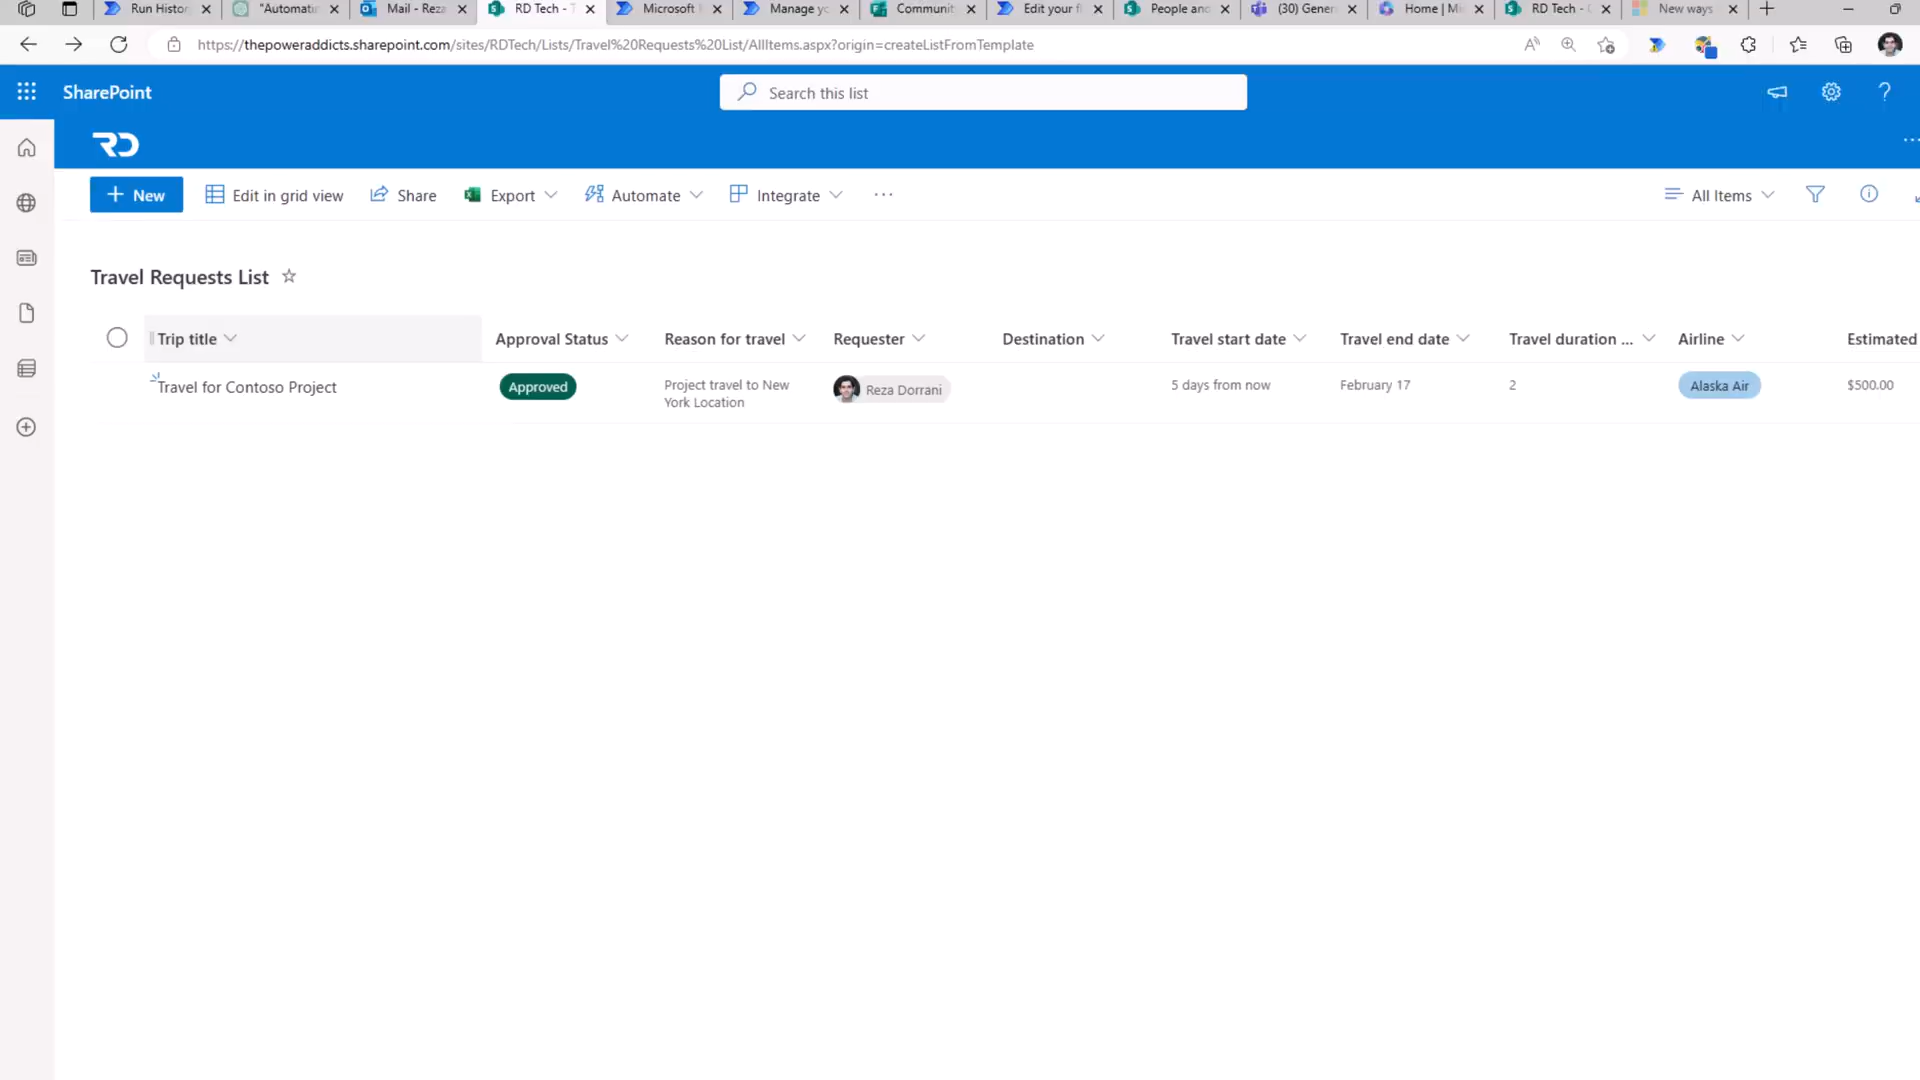 Run Histor
"Automatin
Mail - Reza
RD Tech - T
Microsoft
Manage yo
Communit
Edit your f
People and
(30) Gener
Home | Mi
RD Tech -
New ways
https://thepoweraddicts.sharepoint.com/sites/RDTech/Lists/Travel%20Requests%20List/AllItems.aspx?origin=createListFromTemplate
SharePoint
Search this list
RD
New
Edit in grid view
Share
Export
Automate
Integrate
All Items
Travel Requests List
Trip title
Approval Status
Reason for travel
Requester
Destination
Travel start date
Travel end date
Travel duration ...
Airline
Estimated
Travel for Contoso Project
Approved
Project travel to New
York Location
Reza Dorrani
5 days from now
February 17
2
Alaska Air
$500.00